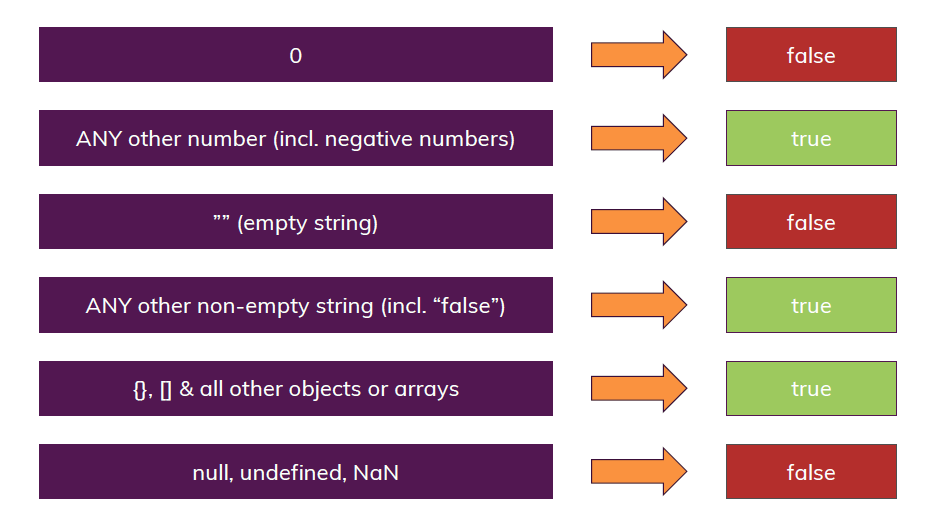 0
false
ANY other number (incl. negative numbers)
true
”” (empty string)
false
ANY other non-empty string (incl. “false”)
true
{}, [] & all other objects or arrays
true
null, undefined, NaN
false